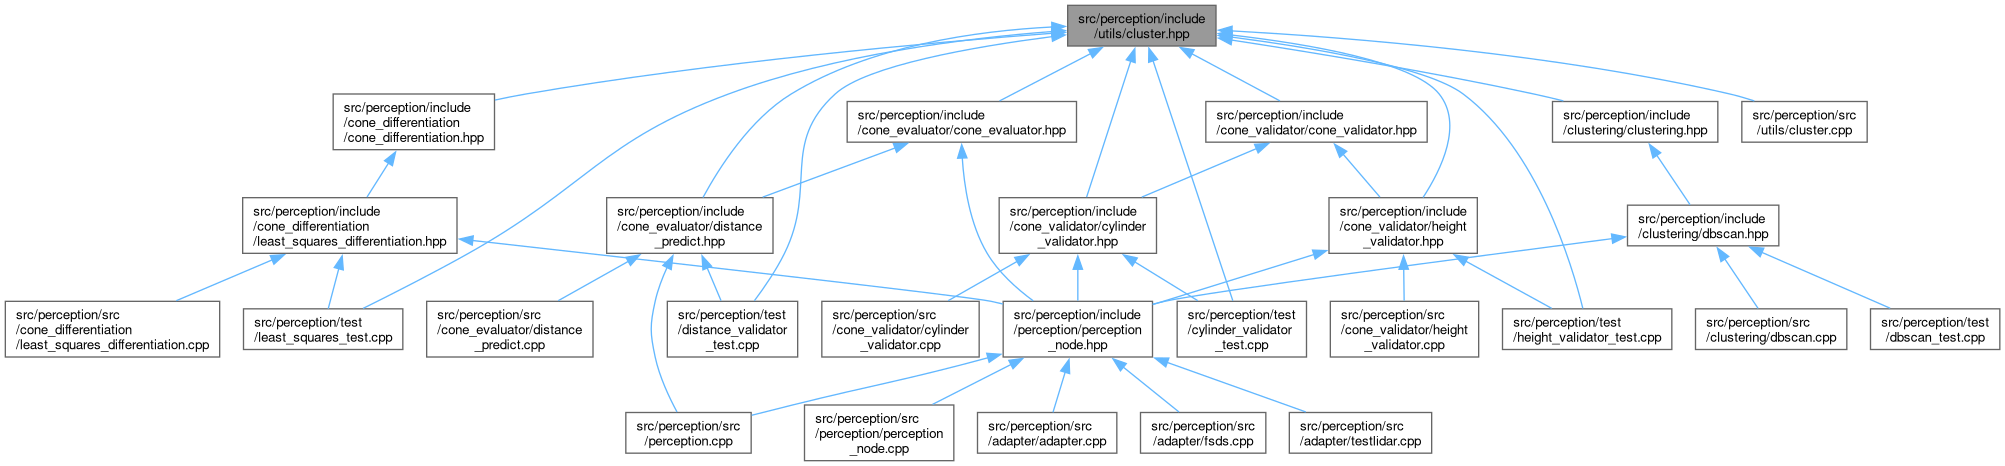 src/perception/include
/utils/cluster.hpp
src/perception/include
/cone_differentiation
/cone_differentiation.hpp
src/perception/include
/cone_evaluator/cone_evaluator.hpp
src/perception/include
/cone_validator/cone_validator.hpp
src/perception/include
/clustering/clustering.hpp
src/perception/src
/utils/cluster.cpp
src/perception/include
/cone_differentiation
/least_squares_differentiation.hpp
src/perception/include
/cone_evaluator/distance
_predict.hpp
src/perception/include
/cone_validator/cylinder
_validator.hpp
src/perception/include
/cone_validator/height
_validator.hpp
src/perception/include
/clustering/dbscan.hpp
src/perception/src
/cone_differentiation
/least_squares_differentiation.cpp
src/perception/test
/least_squares_test.cpp
src/perception/src
/cone_evaluator/distance
_predict.cpp
src/perception/test
/distance_validator
_test.cpp
src/perception/src
/cone_validator/cylinder
_validator.cpp
src/perception/include
/perception/perception
_node.hpp
src/perception/test
/cylinder_validator
_test.cpp
src/perception/src
/cone_validator/height
_validator.cpp
src/perception/test
/height_validator_test.cpp
src/perception/src
/clustering/dbscan.cpp
src/perception/test
/dbscan_test.cpp
src/perception/src
/perception.cpp
src/perception/src
/perception/perception
_node.cpp
src/perception/src
/adapter/adapter.cpp
src/perception/src
/adapter/fsds.cpp
src/perception/src
/adapter/testlidar.cpp